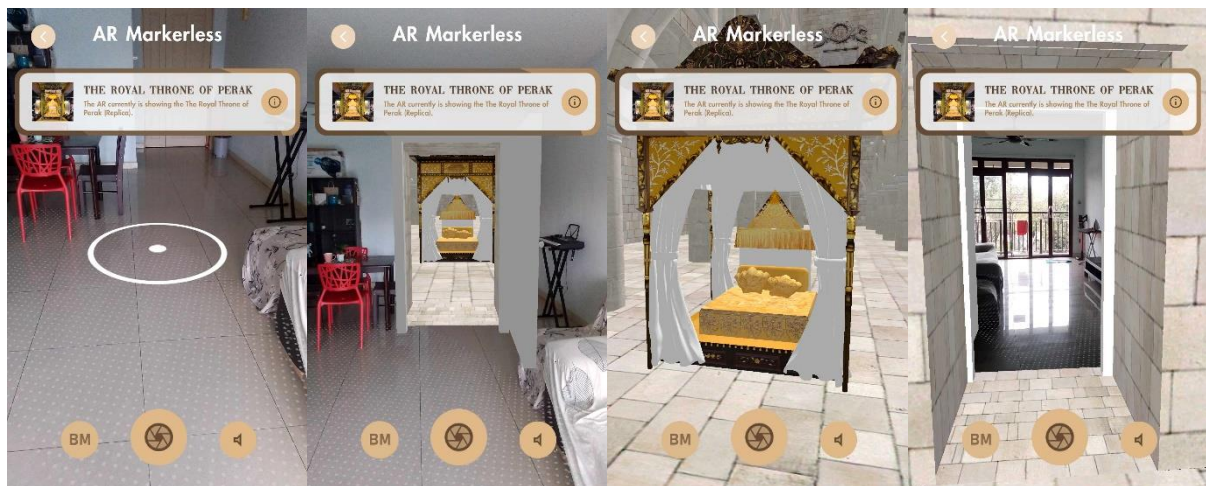 AR Markerless
THE ROYAL THRONE OF PERAK
The AR currently is showing the The Royal Throne of
Perak (Replica).
BM
AR Markerless
THE ROYAL THRONE OF PERAK
The AR currently is showing the The Royal Throne of
Perak (Replica).
BM
AR Markerless
THE ROYAL THRONE OF PERAK
The AR currently is showing the The Royal Throne of
Perak (Replica).
BM
AR Markerless
THE ROYAL THRONE OF PERAK
The AR currently is showing the The Royal Throne of
Perak (Replica).
BM